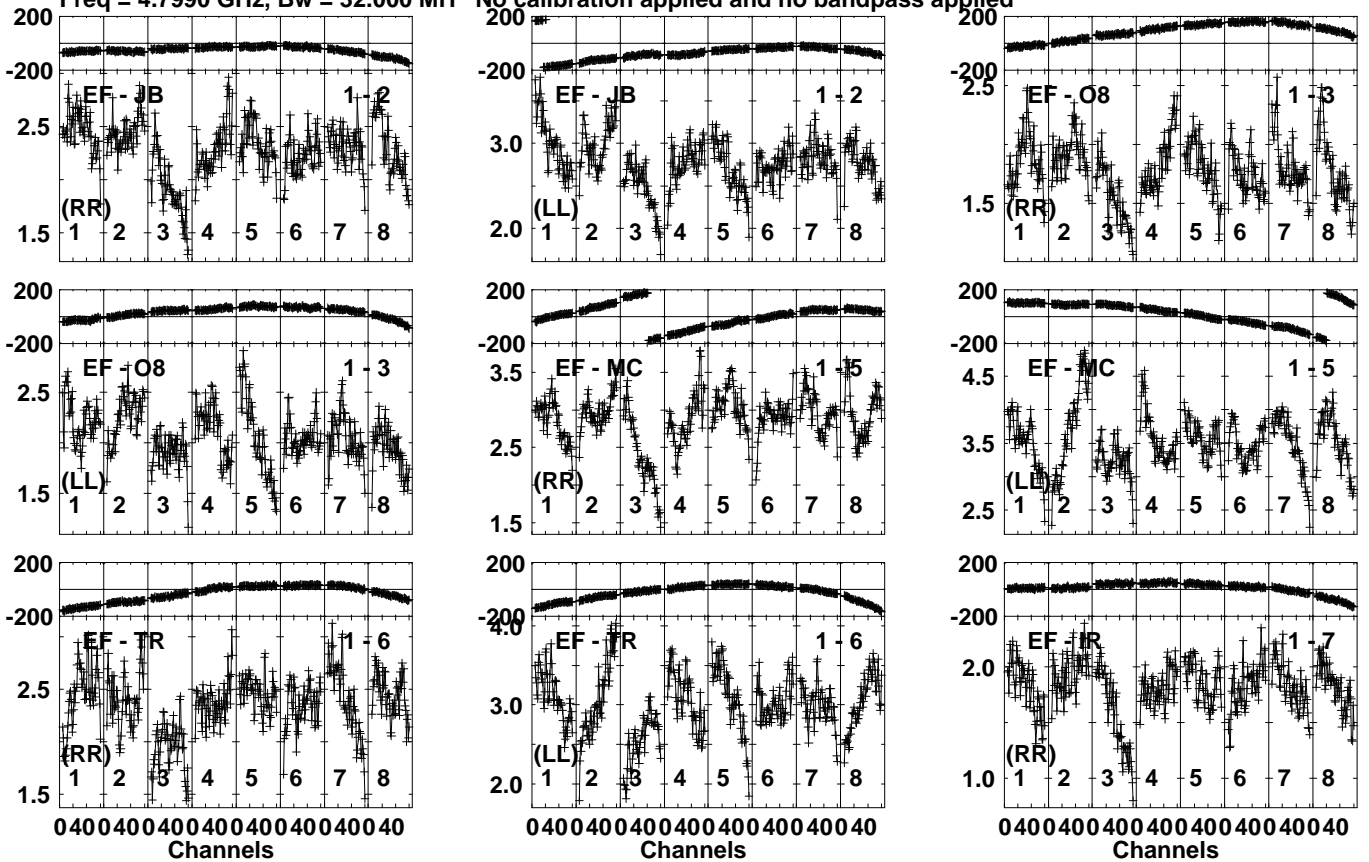 Freq = 4.7990 GHz, Bw = 32.000 MH No calibration applied and no bandpass applied
200 200 200
-200 -200 -200
EF - JB 1 - 2 EF - JB 1 - 2 EF - O8 1 - 3
2.5 3.0 2.5
(RR) (LL) (RR)
1.5 2.0 1.5
1 2 3 4 5 6 7 8 1 2 3 4 5 6 7 8 1 2 3 4 5 6 7 8
200 200 200
-200 -200 -200
EF - O8 1 - 3 EF - MC 1 - 5 EF - MC 1 - 5
2.5 3.5 4.5
2.5 3.5
(LL) (RR) (LL)
1.5 1.5 2.5
1 2 3 4 5 6 7 8 1 2 3 4 5 6 7 8 1 2 3 4 5 6 7 8
200 200 200
-200 -200 -200
EF - TR 1 - 6 4.0 EF - TR 1 - 6 EF - IR 1 - 7
2.5 3.0 2.0
(RR) (LL) (RR)
1.5 2.0 1.0
1 2 3 4 5 6 7 8 1 2 3 4 5 6 7 8 1 2 3 4 5 6 7 8
0 40 0 40 0 40 0 40 0 40 0 40 0 40 0 40 0 40 0 40 0 40 0 40 0 40 0 40 0 40 0 40 0 40 0 40 0 40 0 40 0 40 0 40 0 40 0 40
Channels Channels Channels